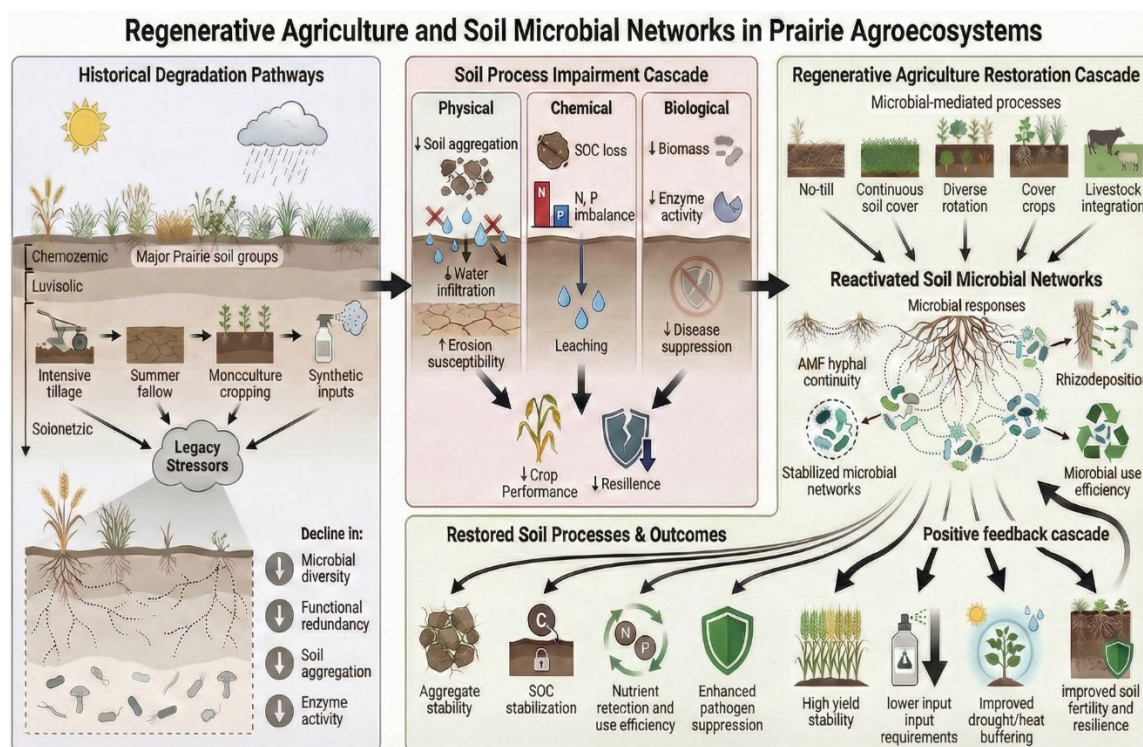 Regenerative Agriculture and Soil Microbial Networks in Prairie Agroecosystems
Historical Degradation Pathways
Chemozemic
Major Prairie soil groups
Luvisolic
Intensive
tillage
Summer
fallow
Moncculture
cropping
Synthetic
inputs
Soionetzic
Legacy
Stressors
Decline in:
Microbial
diversity
Functional
redundancy
Soil
aggregation
Enzyme
activity
Soil Process Impairment Cascade
Physical
↓ Soil aggregation
↓ Water
infiltration
↑ Erosion
susceptibility
Chemical
SOC loss
N
P
N, P
imbalance
Leaching
Biological
↓ Biomass
↓ Enzyme
activity
↓ Disease
suppression
↓ Crop
Performance
↓ Resillence
Regenerative Agriculture Restoration Cascade
Microbial-mediated processes
No-till
Continuous
soil cover
Diverse
rotation
Cover
crops
Livestock
integration
Reactivated Soil Microbial Networks
Microbial responses
AMF hyphal
continuity
Rhizodeposition
Stabilized microbial
networks
Microbial use
efficiency
Restored Soil Processes & Outcomes
Positive feedback cascade
Aggregate
stability
C
SOC
stabilization
N
P
Nutrient
retention and
use efficiency
Enhanced
pathogen
suppression
High yield
stability
lower input
input
requirements
Improved
drought/heat
buffering
improved soil
fertility and
resilience